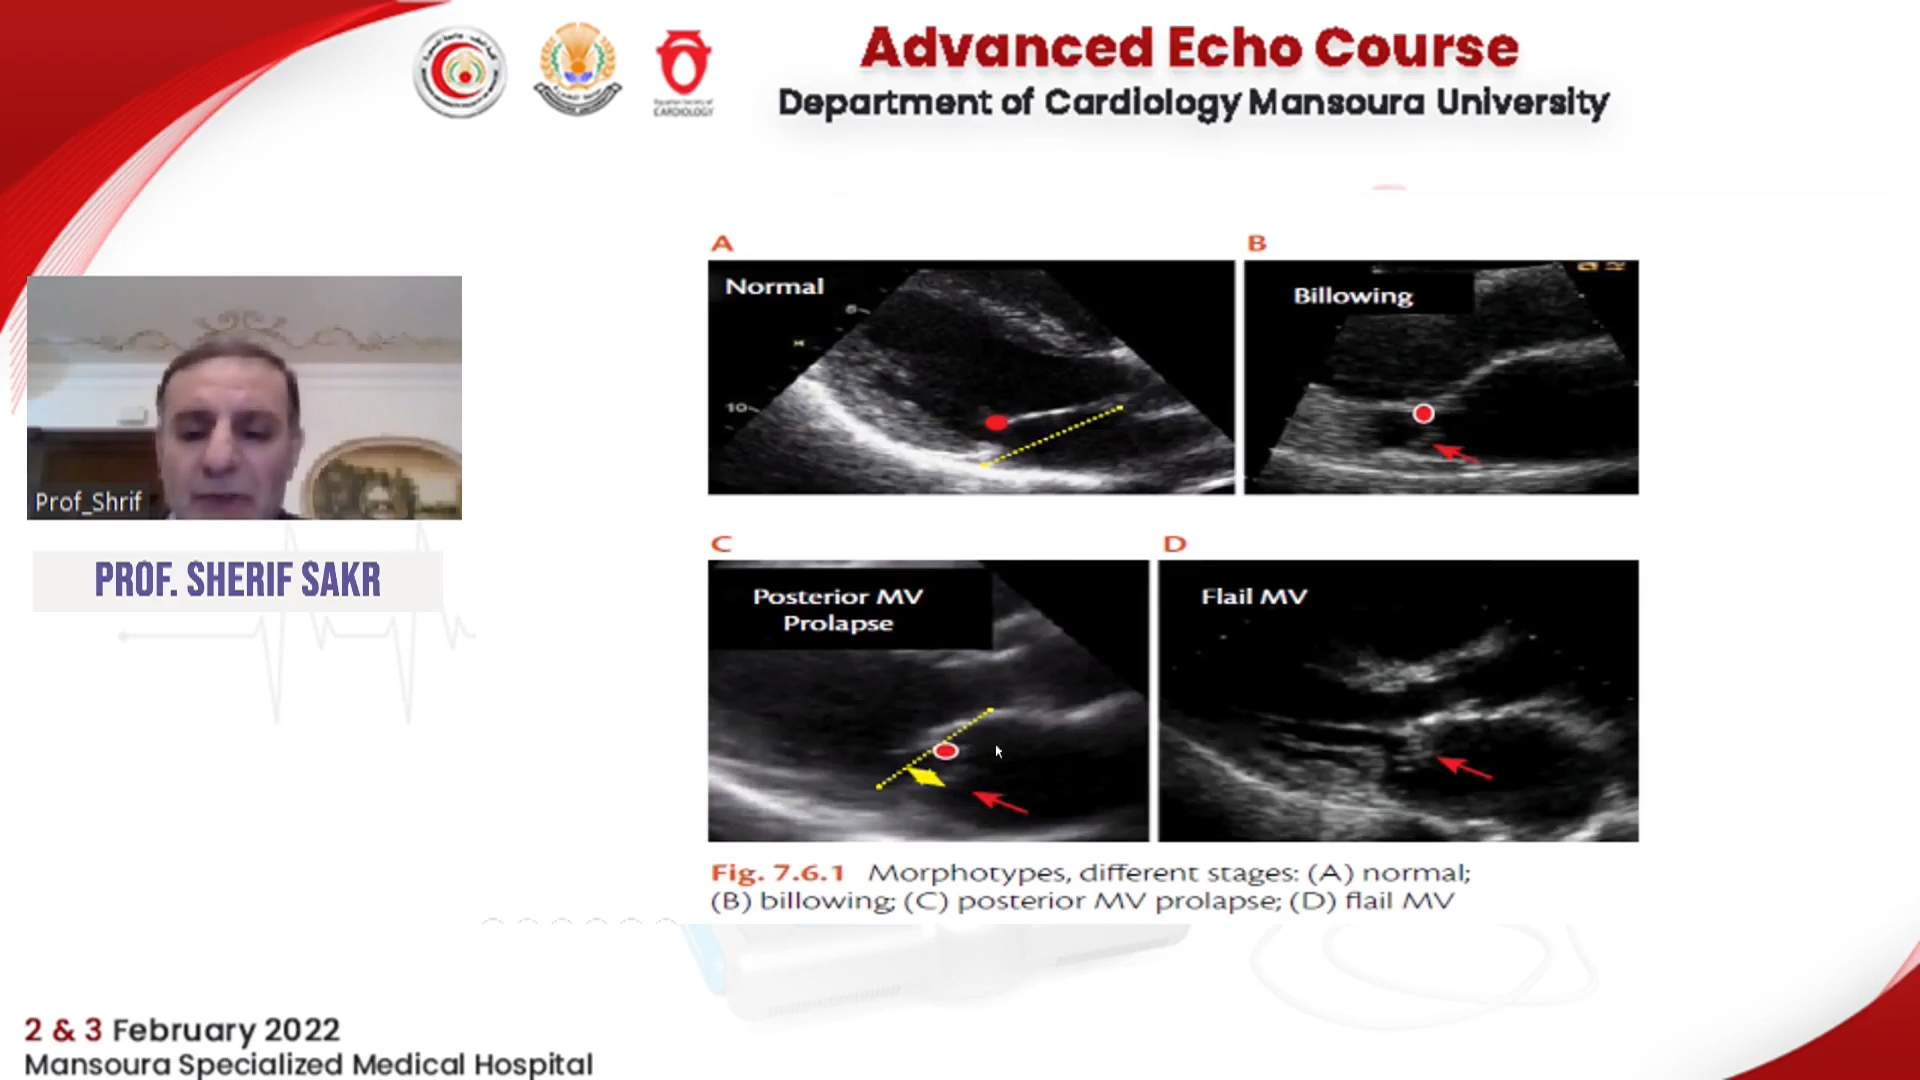 Advanced Echo Course
Department of Cardiology Mansoura University
CARDIOLOGY
A
B
Normal
Billowing
10
Prof_Shrif
PROF. SHERIF SAKR
C
D
Posterior MV
Prolapse
Flail MV
Fig. 7.6.1 Morphotypes, different stages: (A) normal;
(B) billowing; (C) posterior MV prolapse; (D) flail MV
2 & 3 February 2022
Mansoura Specialized Medical Hospital